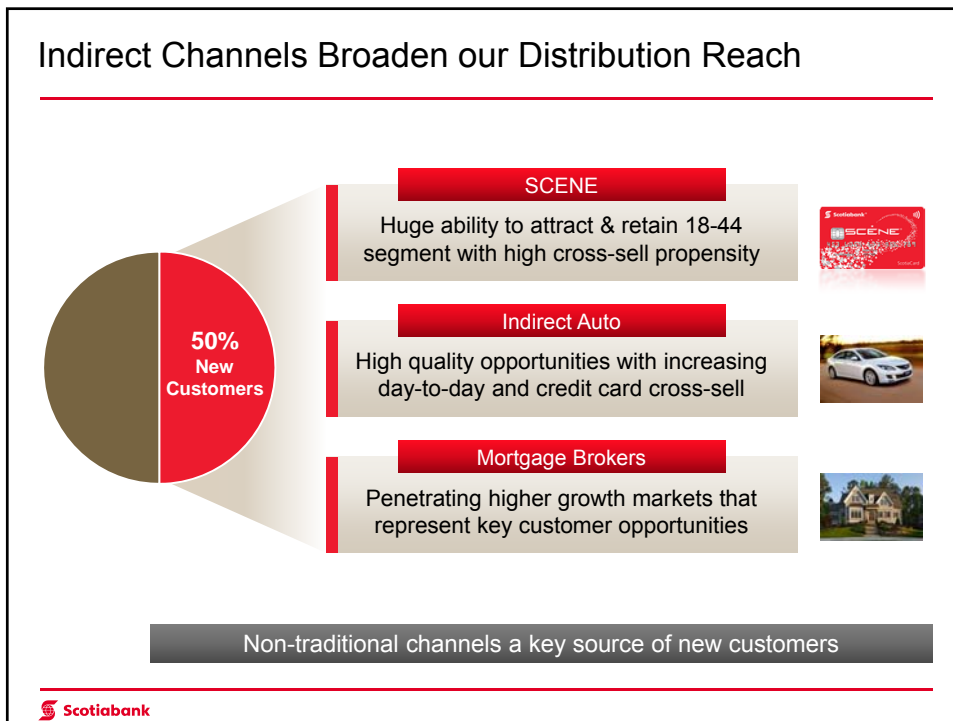 Indirect Channels Broaden our Distribution Reach
SCENE
Huge ability to attract & retain 18-44
segment with high cross-sell propensity
Scotiabank
SCÈNE
ScotiaCard
50%
New
Customers
Indirect Auto
High quality opportunities with increasing
day-to-day and credit card cross-sell
Mortgage Brokers
Penetrating higher growth markets that
represent key customer opportunities
Non-traditional channels a key source of new customers
Scotiabank